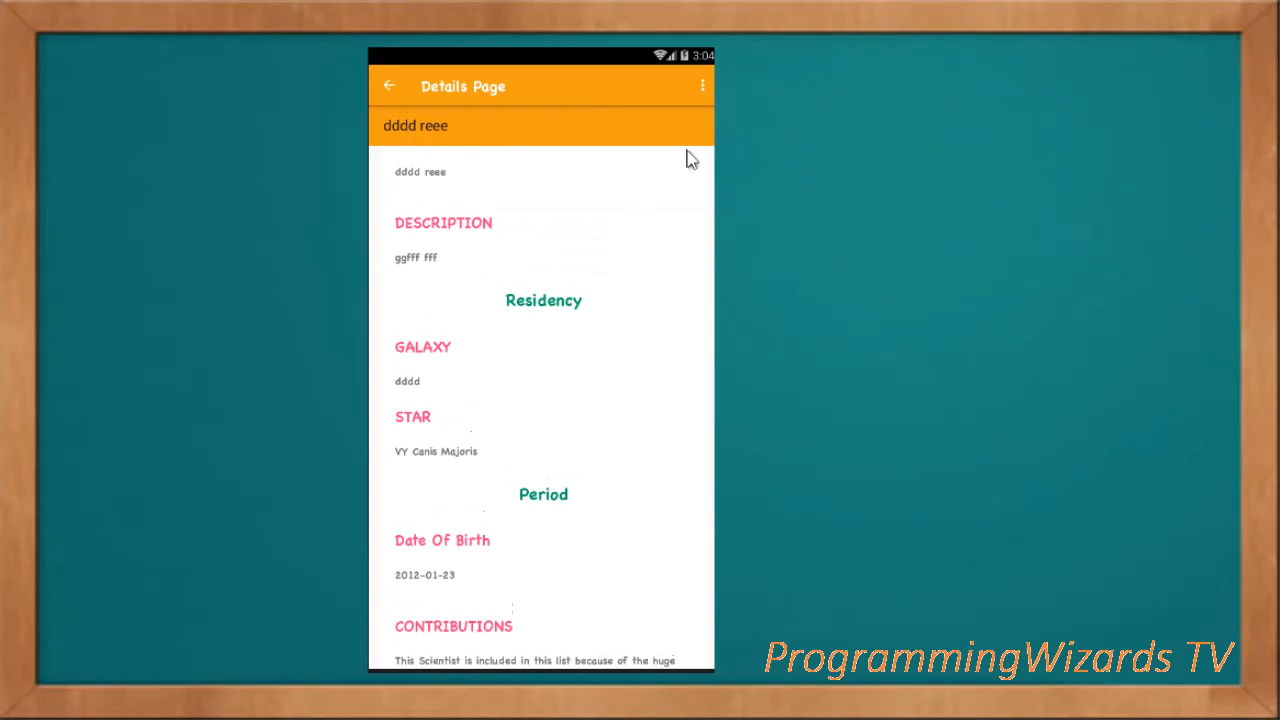 3:04
Details Page
dddd reee
dddd reee
DESCRIPTION
ggfff fff
Residency
GALAXY
dddd
STAR
VY Canis Majoris
Period
Date Of Birth
2012-01-23
CONTRIBUTIONS
This Scientist is included in this list because of the huge
ProgrammingWizards TV